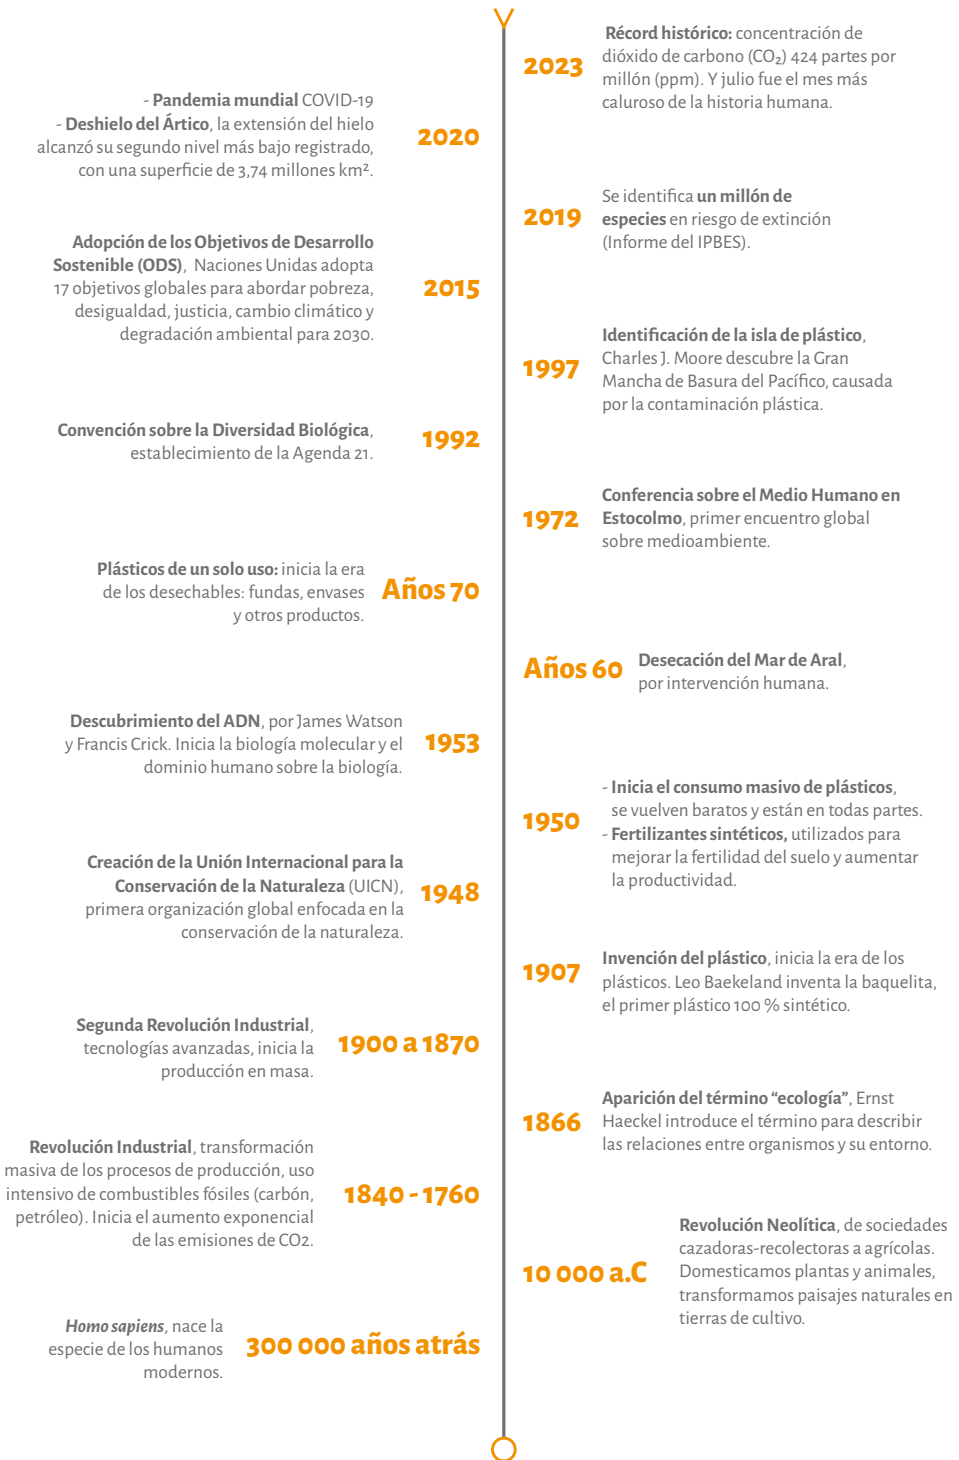 2023
Récord histórico: concentración de
dióxido de carbono (CO₂) 424 partes por
millón (ppm). Y julio fue el mes más
caluroso de la historia humana.
- Pandemia mundial COVID-19
- Deshielo del Ártico, la extensión del hielo
alcanzó su segundo nivel más bajo registrado,
con una superficie de 3,74 millones km².
2020
2019
Se identifica un millón de
especies en riesgo de extinción
(Informe del IPBES).
Adopción de los Objetivos de Desarrollo
Sostenible (ODS), Naciones Unidas adopta
17 objetivos globales para abordar pobreza,
desigualdad, justicia, cambio climático y
degradación ambiental para 2030.
2015
1997
Identificación de la isla de plástico,
Charles J. Moore descubre la Gran
Mancha de Basura del Pacífico, causada
por la contaminación plástica.
Convención sobre la Diversidad Biológica,
establecimiento de la Agenda 21.
1992
1972
Conferencia sobre el Medio Humano en
Estocolmo, primer encuentro global
sobre medioambiente.
Plásticos de un solo uso: inicia la era
de los desechables: fundas, envases
y otros productos.
Años 70
Años 60
Desecación del Mar de Aral,
por intervención humana.
Descubrimiento del ADN, por James Watson
y Francis Crick. Inicia la biología molecular y el
dominio humano sobre la biología.
1953
1950
- Inicia el consumo masivo de plásticos,
se vuelven baratos y están en todas partes.
- Fertilizantes sintéticos, utilizados para
mejorar la fertilidad del suelo y aumentar
la productividad.
Creación de la Unión Internacional para la
Conservación de la Naturaleza (UICN),
primera organización global enfocada en la
conservación de la naturaleza.
1948
1907
Invención del plástico, inicia la era de los
plásticos. Leo Baekeland inventa la baquelita,
el primer plástico 100 % sintético.
Segunda Revolución Industrial,
tecnologías avanzadas, inicia la
producción en masa.
1900 a 1870
1866
Aparición del término “ecología”, Ernst
Haeckel introduce el término para describir
las relaciones entre organismos y su entorno.
Revolución Industrial, transformación
masiva de los procesos de producción, uso
intensivo de combustibles fósiles (carbón,
petróleo). Inicia el aumento exponencial
de las emisiones de CO2.
1840 - 1760
10 000 a.C
Revolución Neolítica, de sociedades
cazadoras-recolectoras a agrícolas.
Domesticamos plantas y animales,
transformamos paisajes naturales en
tierras de cultivo.
Homo sapiens, nace la
especie de los humanos
modernos.
300 000 años atrás